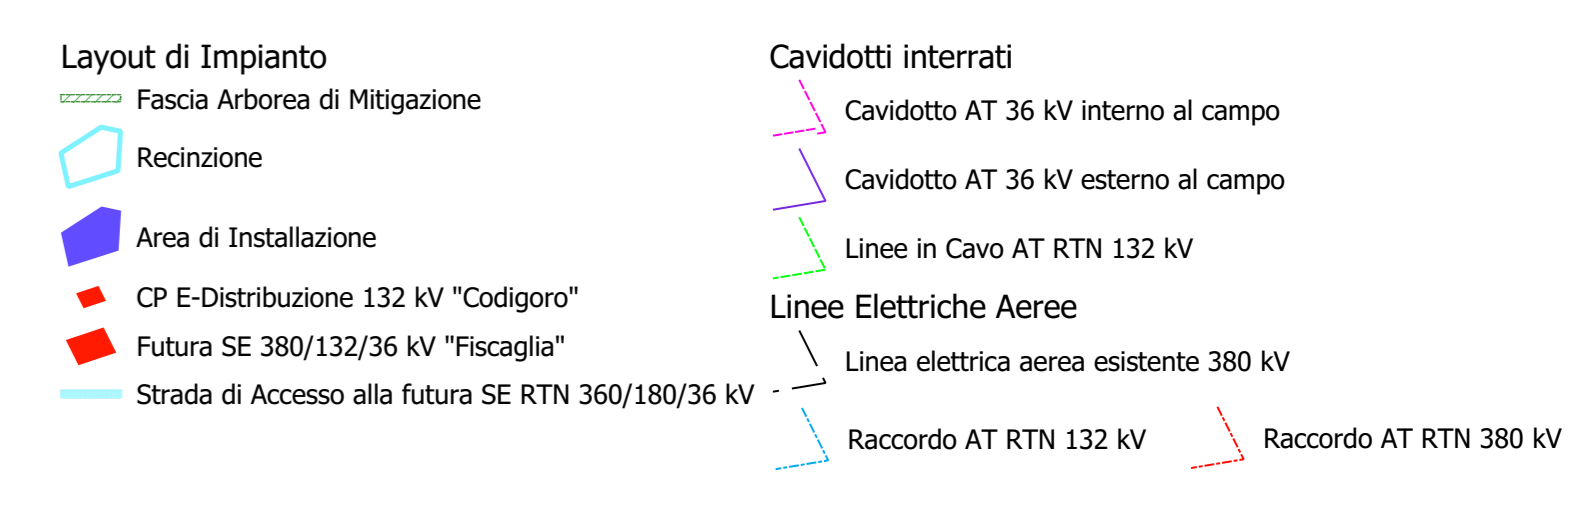 Layout di Impianto
Fascia Arborea di Mitigazione
Recinzione
Area di Installazione
CP E-Distribuzione 132 kV "Codigoro"
Futura SE 380/132/36 kV "Fiscaglia"
Strada di Accesso alla futura SE RTN 360/180/36 kV
Cavidotti interrati
Cavidotto AT 36 kV interno al campo
Cavidotto AT 36 kV esterno al campo
Linee in Cavo AT RTN 132 kV
Linee Elettriche Aeree
Linea elettrica aerea esistente 380 kV
Raccordo AT RTN 132 kV
Raccordo AT RTN 380 kV